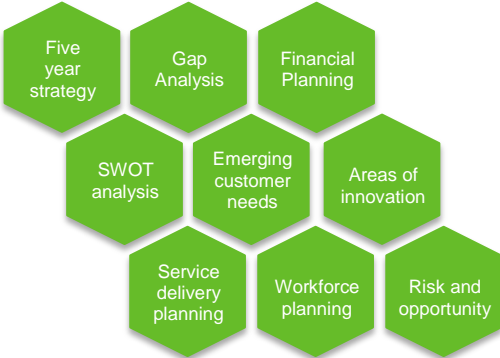 Five
year
strategy
Gap
Analysis
Financial
Planning
SWOT
analysis
Emerging
customer
needs
Areas of
innovation
Service
delivery
planning
Workforce
planning
Risk and
opportunity